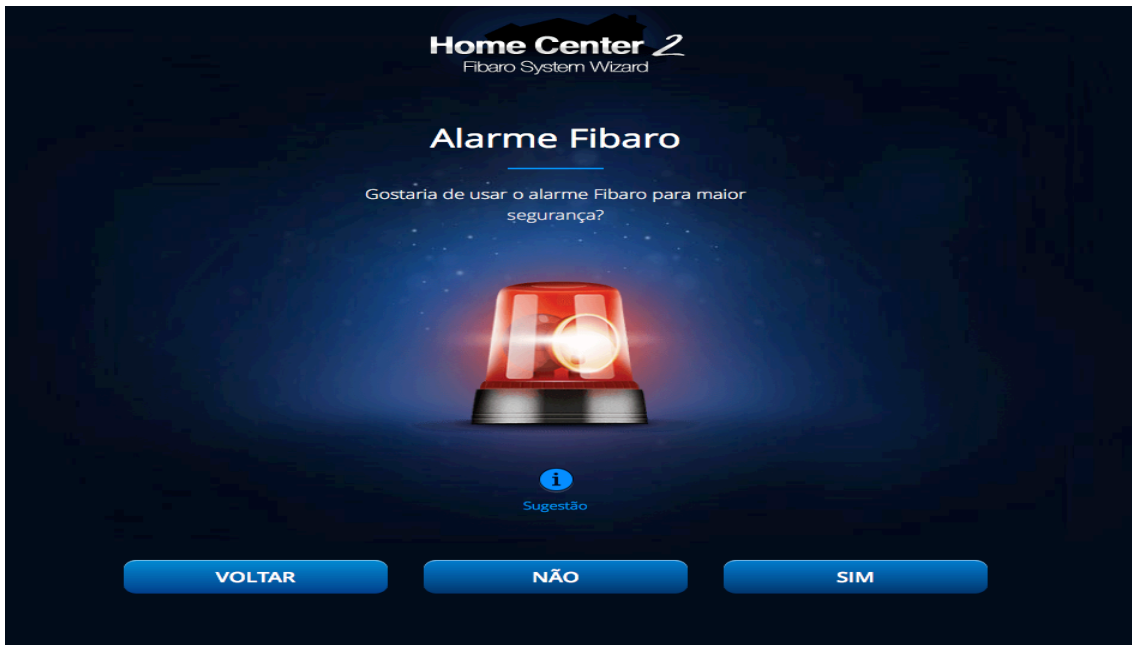 Home Center 2
Fibaro System Wizard
Alarme Fibaro
Gostaria de usar o alarme Fibaro para maior
segurança?
i
Sugestão
VOLTAR
NÃO
SIM